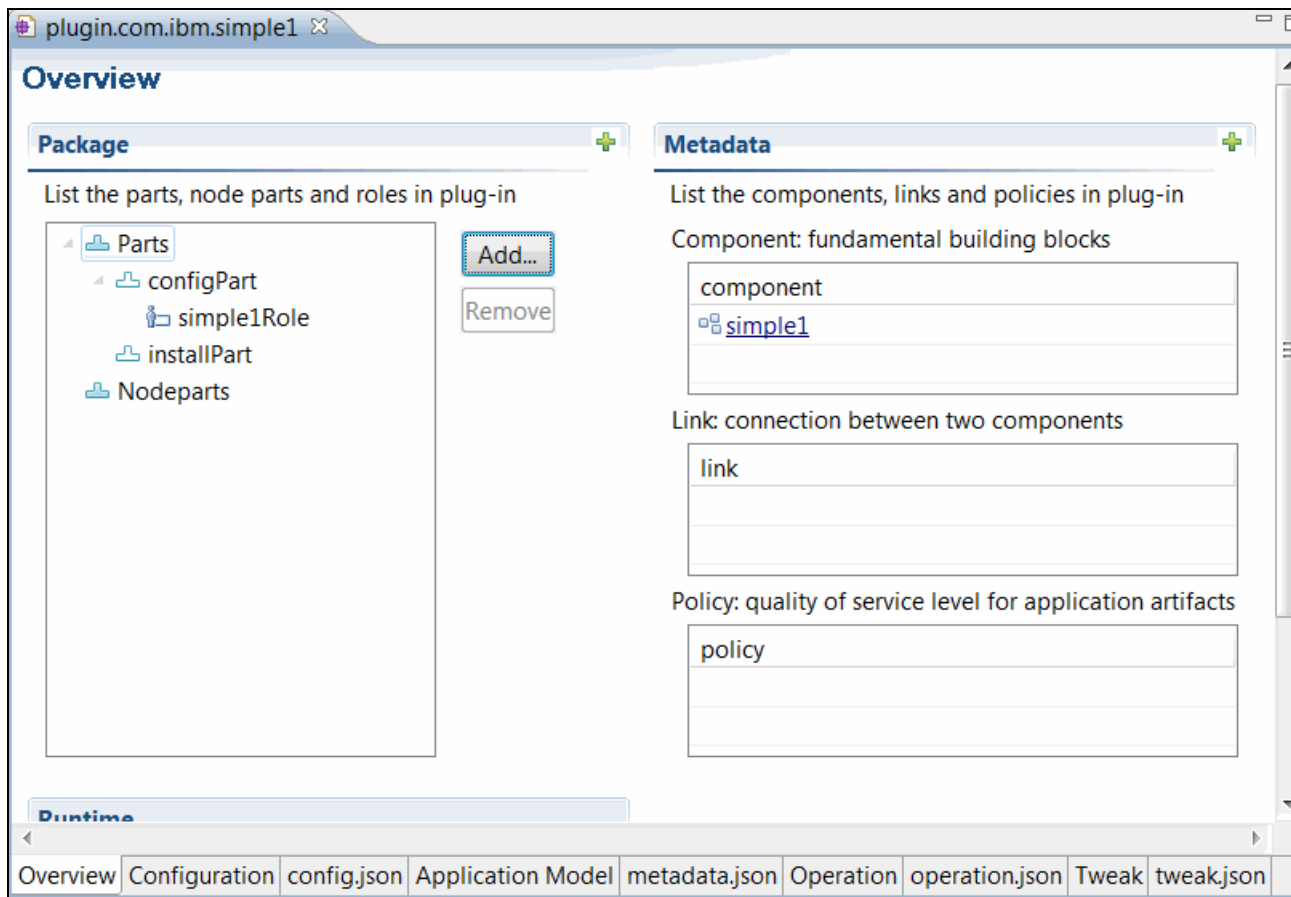 plugin.com.ibm.simple1
Overview
Package
List the parts, node parts and roles in plug-in
Parts
configPart
simple1Role
installPart
Nodeparts
Add...
Remove
Metadata
List the components, links and policies in plug-in
Component: fundamental building blocks
component
simple1
Link: connection between two components
link
Policy: quality of service level for application artifacts
policy
Runtime
Overview Configuration config.json Application Model metadata.json Operation operation.json Tweak tweak.json